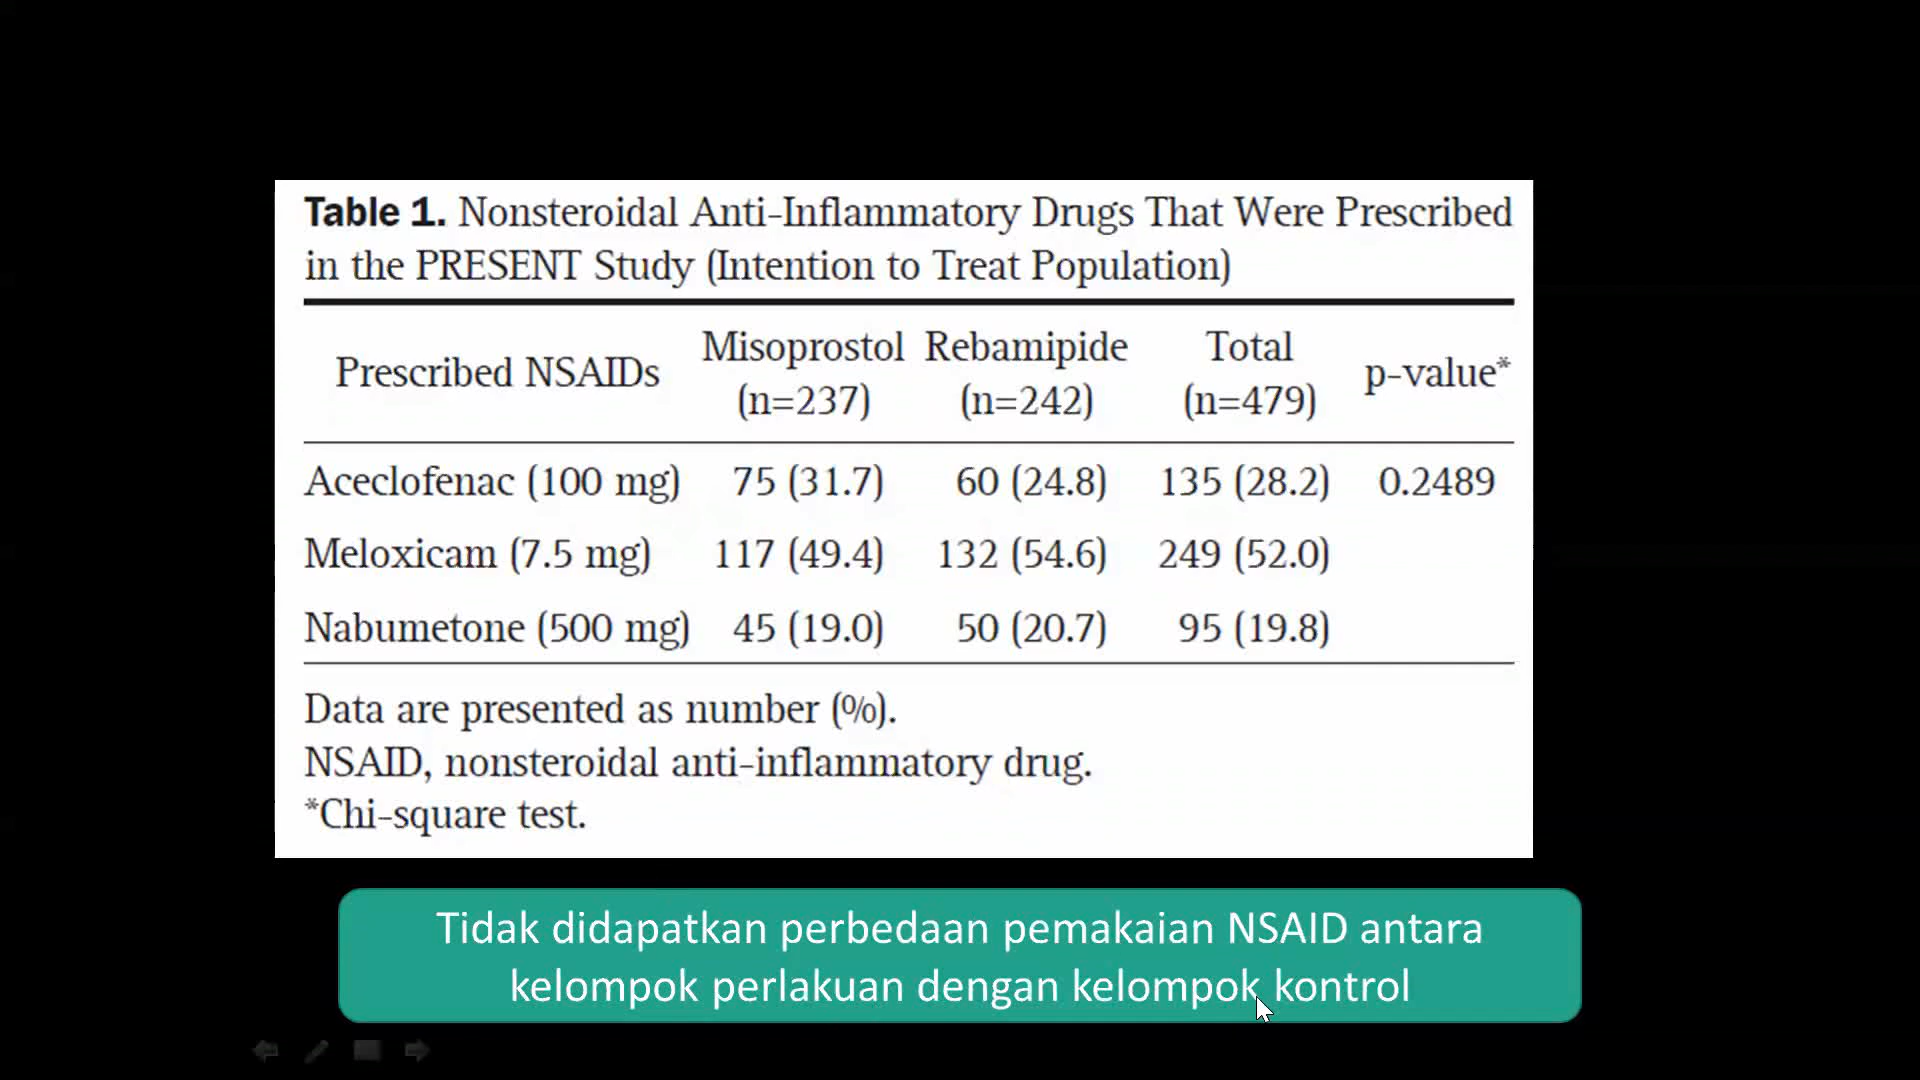 Table 1. Nonsteroidal Anti-Inflammatory Drugs That Were Prescribed
in the PRESENT Study (Intention to Treat Population)
Prescribed NSAIDs Misoprostol (n=237) Rebamipide (n=242) Total (n=479) p-value*
Aceclofenac (100 mg) 75 (31.7) 60 (24.8) 135 (28.2) 0.2489
Meloxicam (7.5 mg) 117 (49.4) 132 (54.6) 249 (52.0)
Nabumetone (500 mg) 45 (19.0) 50 (20.7) 95 (19.8)
Data are presented as number (%).
NSAID, nonsteroidal anti-inflammatory drug.
*Chi-square test.
Tidak didapatkan perbedaan pemakaian NSAID antara
kelompok perlakuan dengan kelompok kontrol